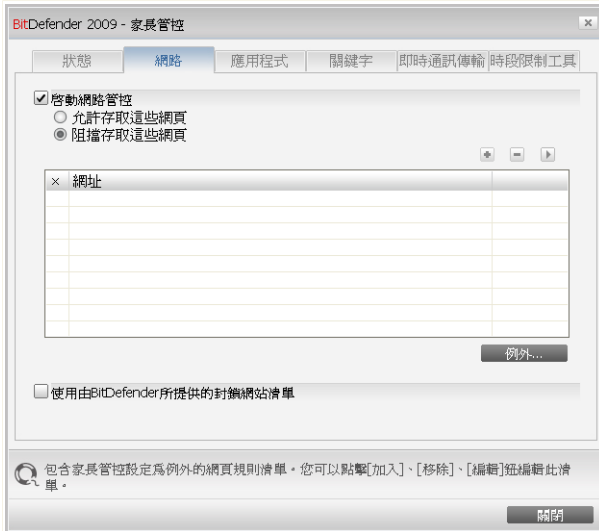 BitDefender 2009 - 家長管控
狀態 網路 應用程式 關鍵字 即時通訊傳輸 時段限制工具
啓動網路管控
允許存取這些網頁
阻擋存取這些網頁
× 網址
例外...
使用由BitDefender所提供的封鎖網站清單
包含家長管控設定爲例外的網頁規則清單。您可以點擊[加入]、[移除]、[編輯]鈕編輯此清
單。
關閉